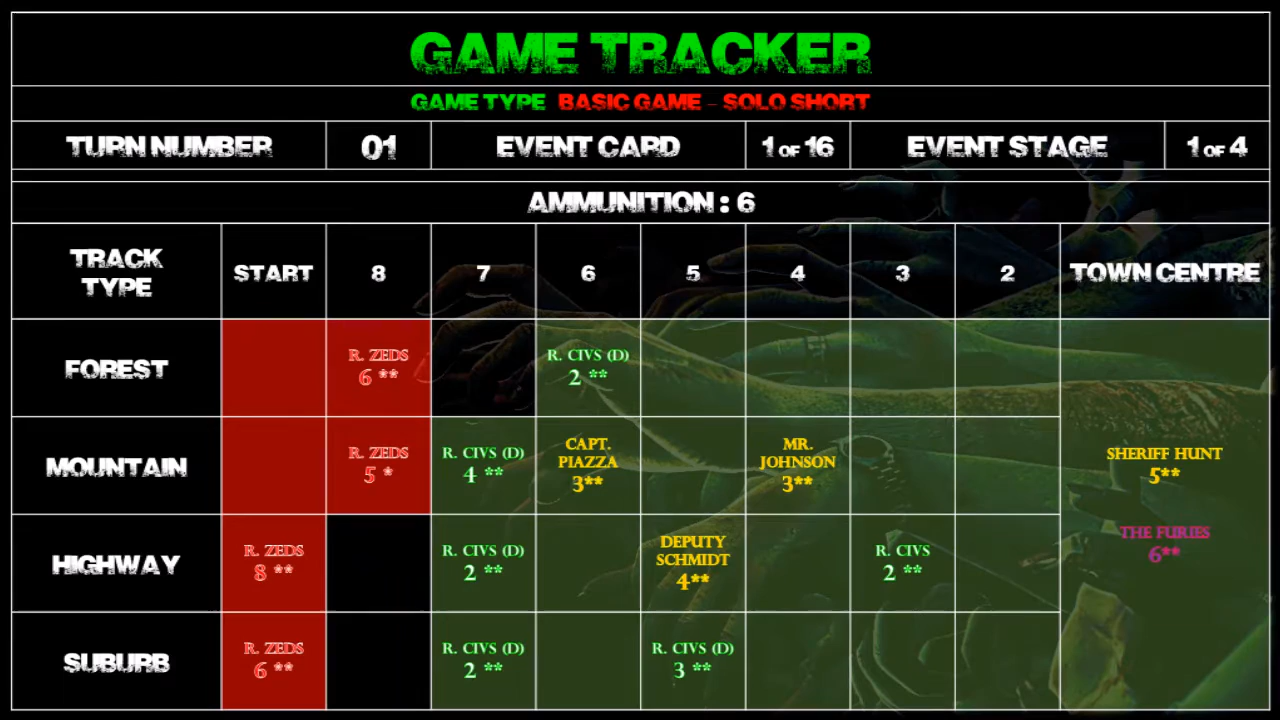 GAME TRACKER
GAME TYPE BASIC GAME – SOLO SHORT
TURN NUMBER 01 EVENT CARD 1 OF 16 EVENT STAGE 1 OF 4
AMMUNITION : 6
TRACK
TYPE
START 8 7 6 5 4 3 2 TOWN CENTRE
FOREST
R. ZEDS
6 **
R. CIVS (D)
2 **
MOUNTAIN
R. ZEDS
5 *
R. CIVS (D)
4 **
CAPT.
PIAZZA
3**
MR.
JOHNSON
3**
SHERIFF HUNT
5**
THE FURIES
6**
HIGHWAY
R. ZEDS
8 **
R. CIVS (D)
2 **
DEPUTY
SCHMIDT
4**
R. CIVS
2 **
SUBURB
R. ZEDS
6 **
R. CIVS (D)
2 **
R. CIVS (D)
3 **